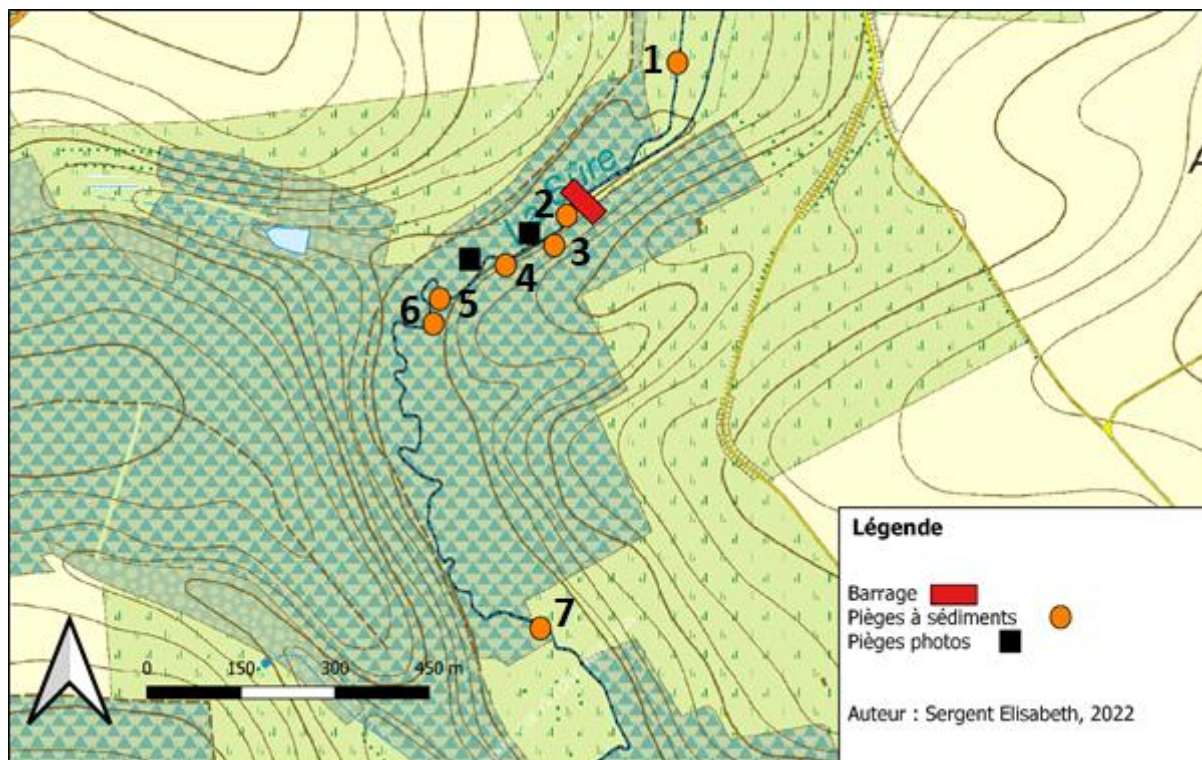 1
Sûre
2
3
4
5
6
7
0 150 300 450 m
Légende
Barrage
Pièges à sédiments
Pièges photos
Auteur : Sergent Elisabeth, 2022
A